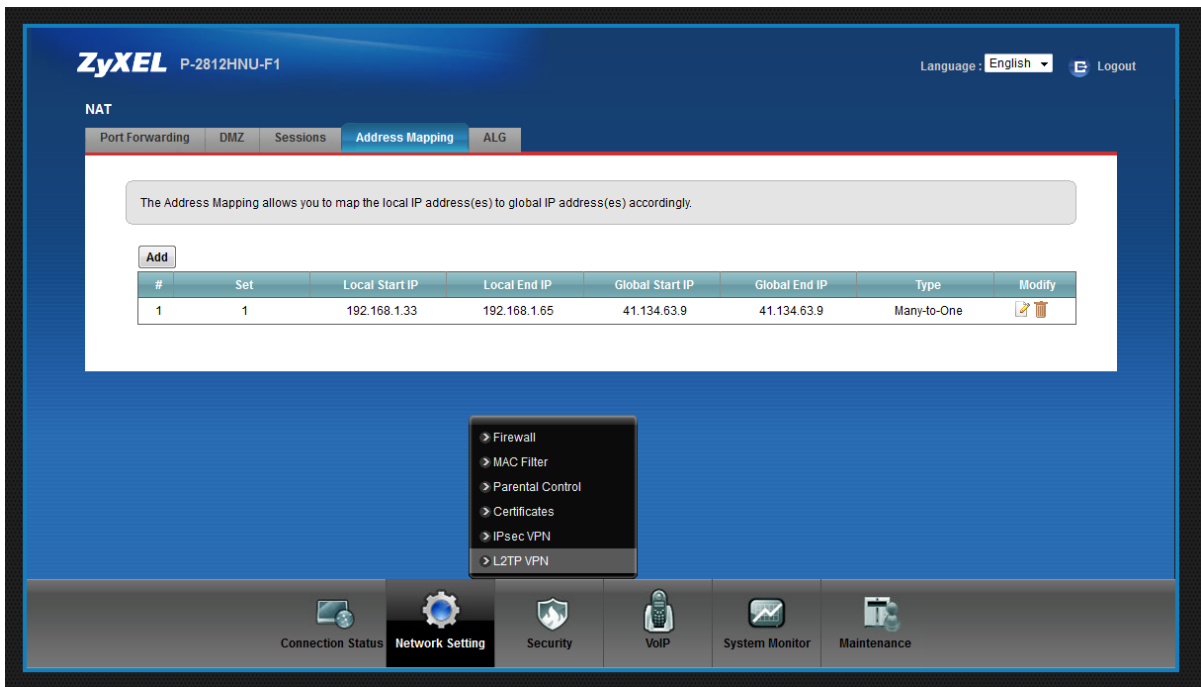 ZyXEL P-2812HNU-F1
Language : English
Logout
NAT
Port Forwarding DMZ Sessions Address Mapping ALG
The Address Mapping allows you to map the local IP address(es) to global IP address(es) accordingly.
Add
# Set Local Start IP Local End IP Global Start IP Global End IP Type Modify
1 1 192.168.1.33 192.168.1.65 41.134.63.9 41.134.63.9 Many-to-One
Firewall
MAC Filter
Parental Control
Certificates
IPsec VPN
L2TP VPN
Connection Status Network Setting Security VoIP System Monitor Maintenance